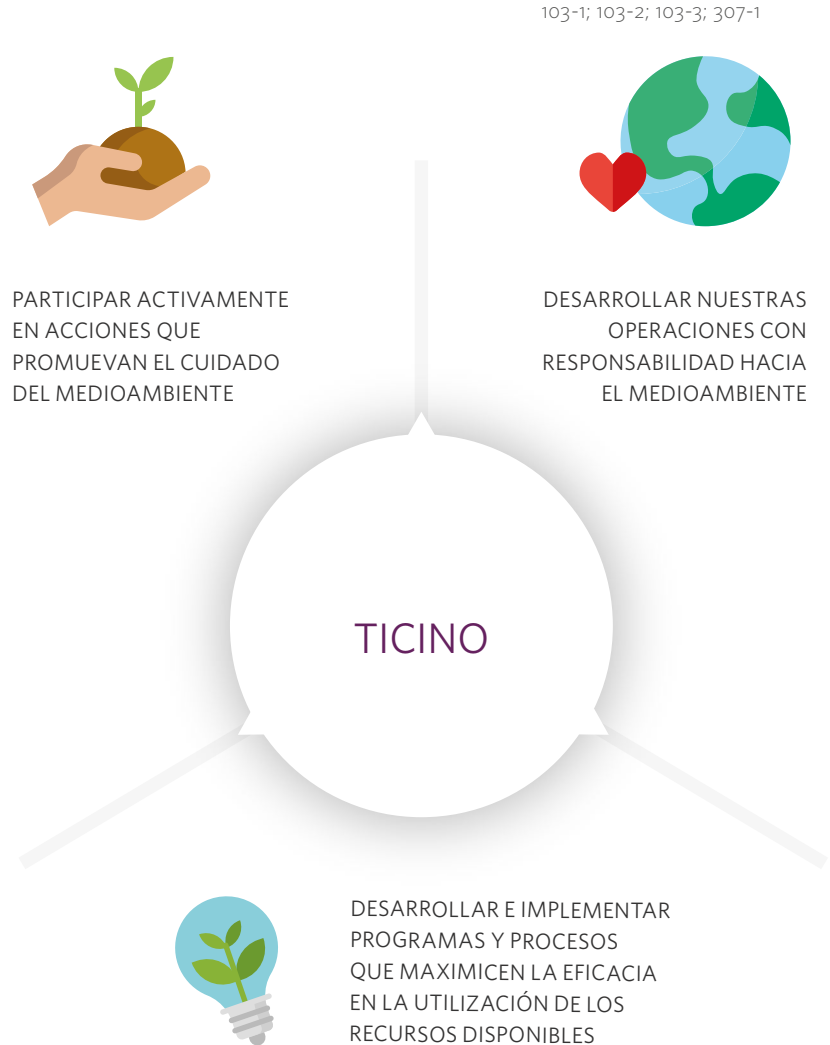 103-1; 103-2; 103-3; 307-1
PARTICIPAR ACTIVAMENTE
EN ACCIONES QUE
PROMUEVAN EL CUIDADO
DEL MEDIOAMBIENTE
DESARROLLAR NUESTRAS
OPERACIONES CON
RESPONSABILIDAD HACIA
EL MEDIOAMBIENTE
TICINO
DESARROLLAR E IMPLEMENTAR
PROGRAMAS Y PROCESOS
QUE MAXIMICEN LA EFICACIA
EN LA UTILIZACIÓN DE LOS
RECURSOS DISPONIBLES